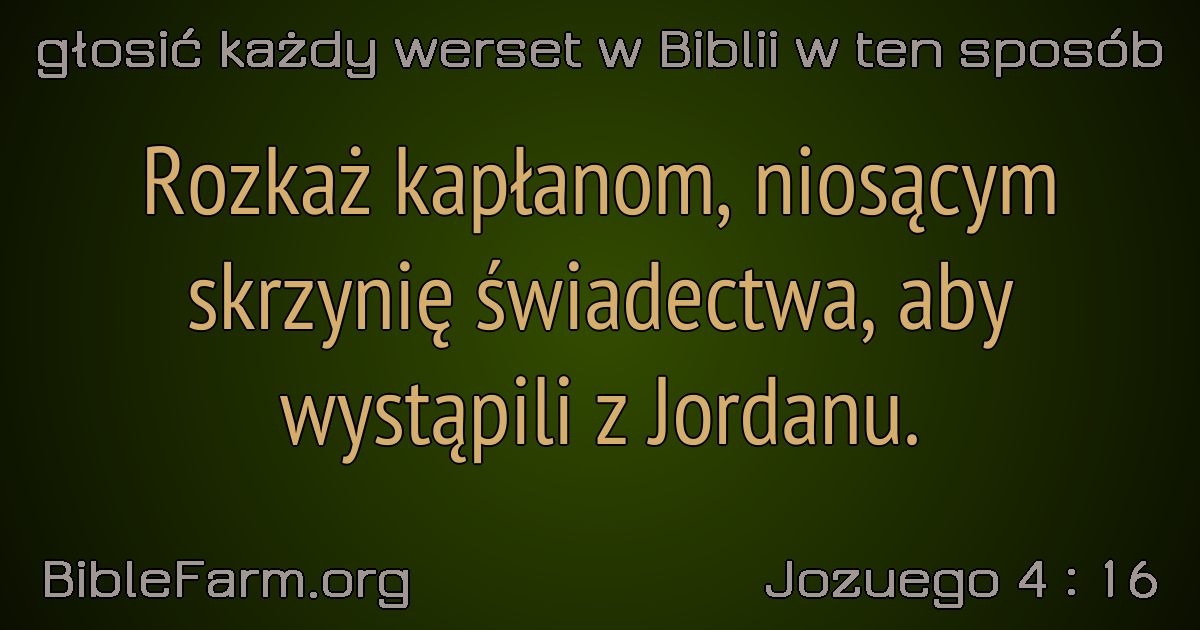 głosić każdy werset w Biblii w ten sposób
Rozkaż kapłanom, niosącym
skrzynię świadectwa, aby
wystąpili z Jordanu.
BibleFarm.org
Jozuego 4 : 16